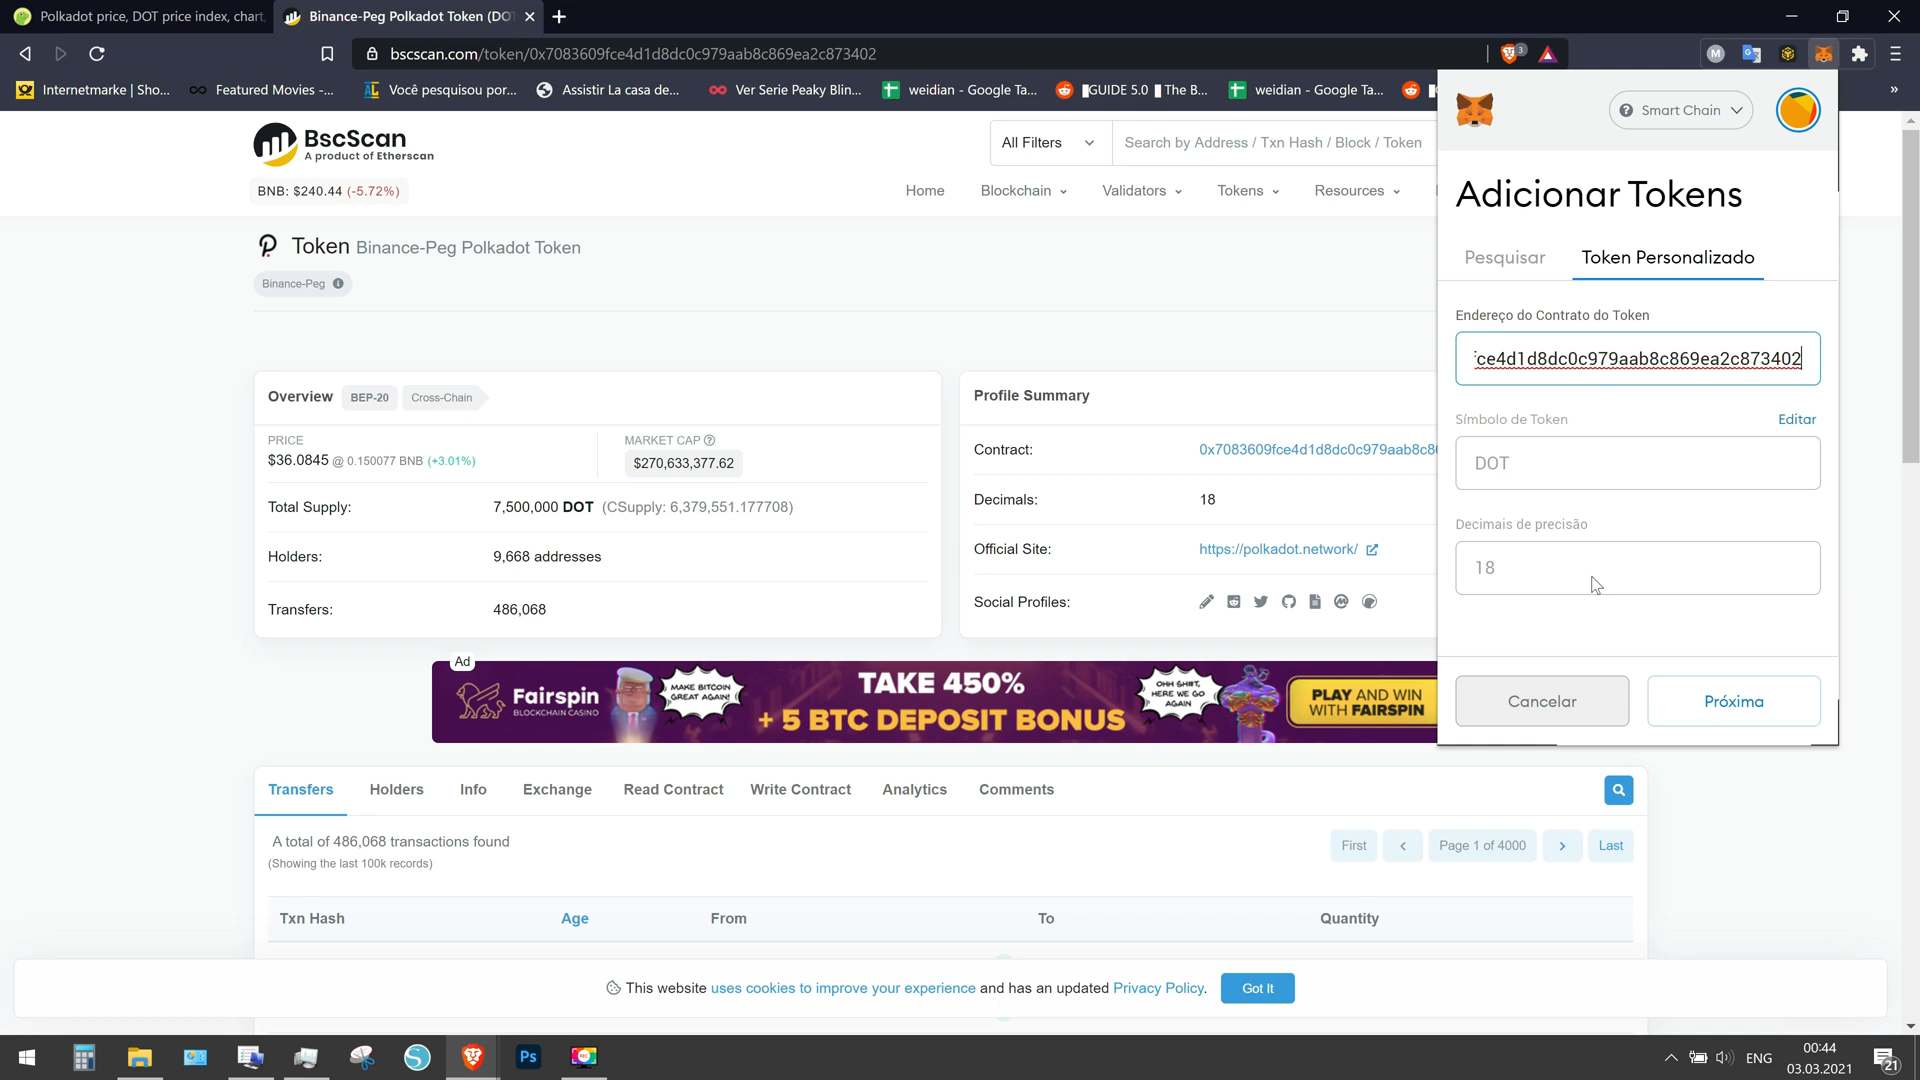 Polkadot price, DOT price index, chart,
Binance-Peg Polkadot Token (DO
bscscan.com/token/0x7083609fce4d1d8dc0c979aab8c869ea2c873402
3
M
Internetmarke | Sho...
Featured Movies -...
Você pesquisou por...
Assistir La casa de...
Ver Serie Peaky Blin...
weidian - Google Ta...
GUIDE 5.0 ▐ The B...
weidian - Google Ta...
»
BscScan
A product of Etherscan
All Filters
Search by Address / Txn Hash / Block / Token
BNB: $240.44 (-5.72%)
Home
Blockchain
Validators
Tokens
Resources
Token Binance-Peg Polkadot Token
Binance-Peg
Overview
BEP-20
Cross-Chain
PRICE
$36.0845 @ 0.150077 BNB (+3.01%)
MARKET CAP
$270,633,377.62
Total Supply:
7,500,000 DOT (CSupply: 6,379,551.177708)
Holders:
9,668 addresses
Transfers:
486,068
Profile Summary
Contract:
0x7083609fce4d1d8dc0c979aab8c86
Decimals:
18
Official Site:
https://polkadot.network/
Social Profiles:
Smart Chain
Adicionar Tokens
Pesquisar
Token Personalizado
Endereço do Contrato do Token
ce4d1d8dc0c979aab8c869ea2c873402
Símbolo de Token
Editar
DOT
Decimais de precisão
18
Cancelar
Próxima
Ad
Fairspin
BLOCKCHAIN CASINO
MAKE BITCOIN
GREAT AGAIN!
TAKE 450%
+ 5 BTC DEPOSIT BONUS
OHH SH!T,
HERE WE GO
AGAIN
PLAY AND WIN
WITH FAIRSPIN
Transfers
Holders
Info
Exchange
Read Contract
Write Contract
Analytics
Comments
A total of 486,068 transactions found
(Showing the last 100k records)
First
Page 1 of 4000
Last
Txn Hash
Age
From
To
Quantity
This website uses cookies to improve your experience and has an updated Privacy Policy.
Got It
Ps
ENG
00:44
03.03.2021
21